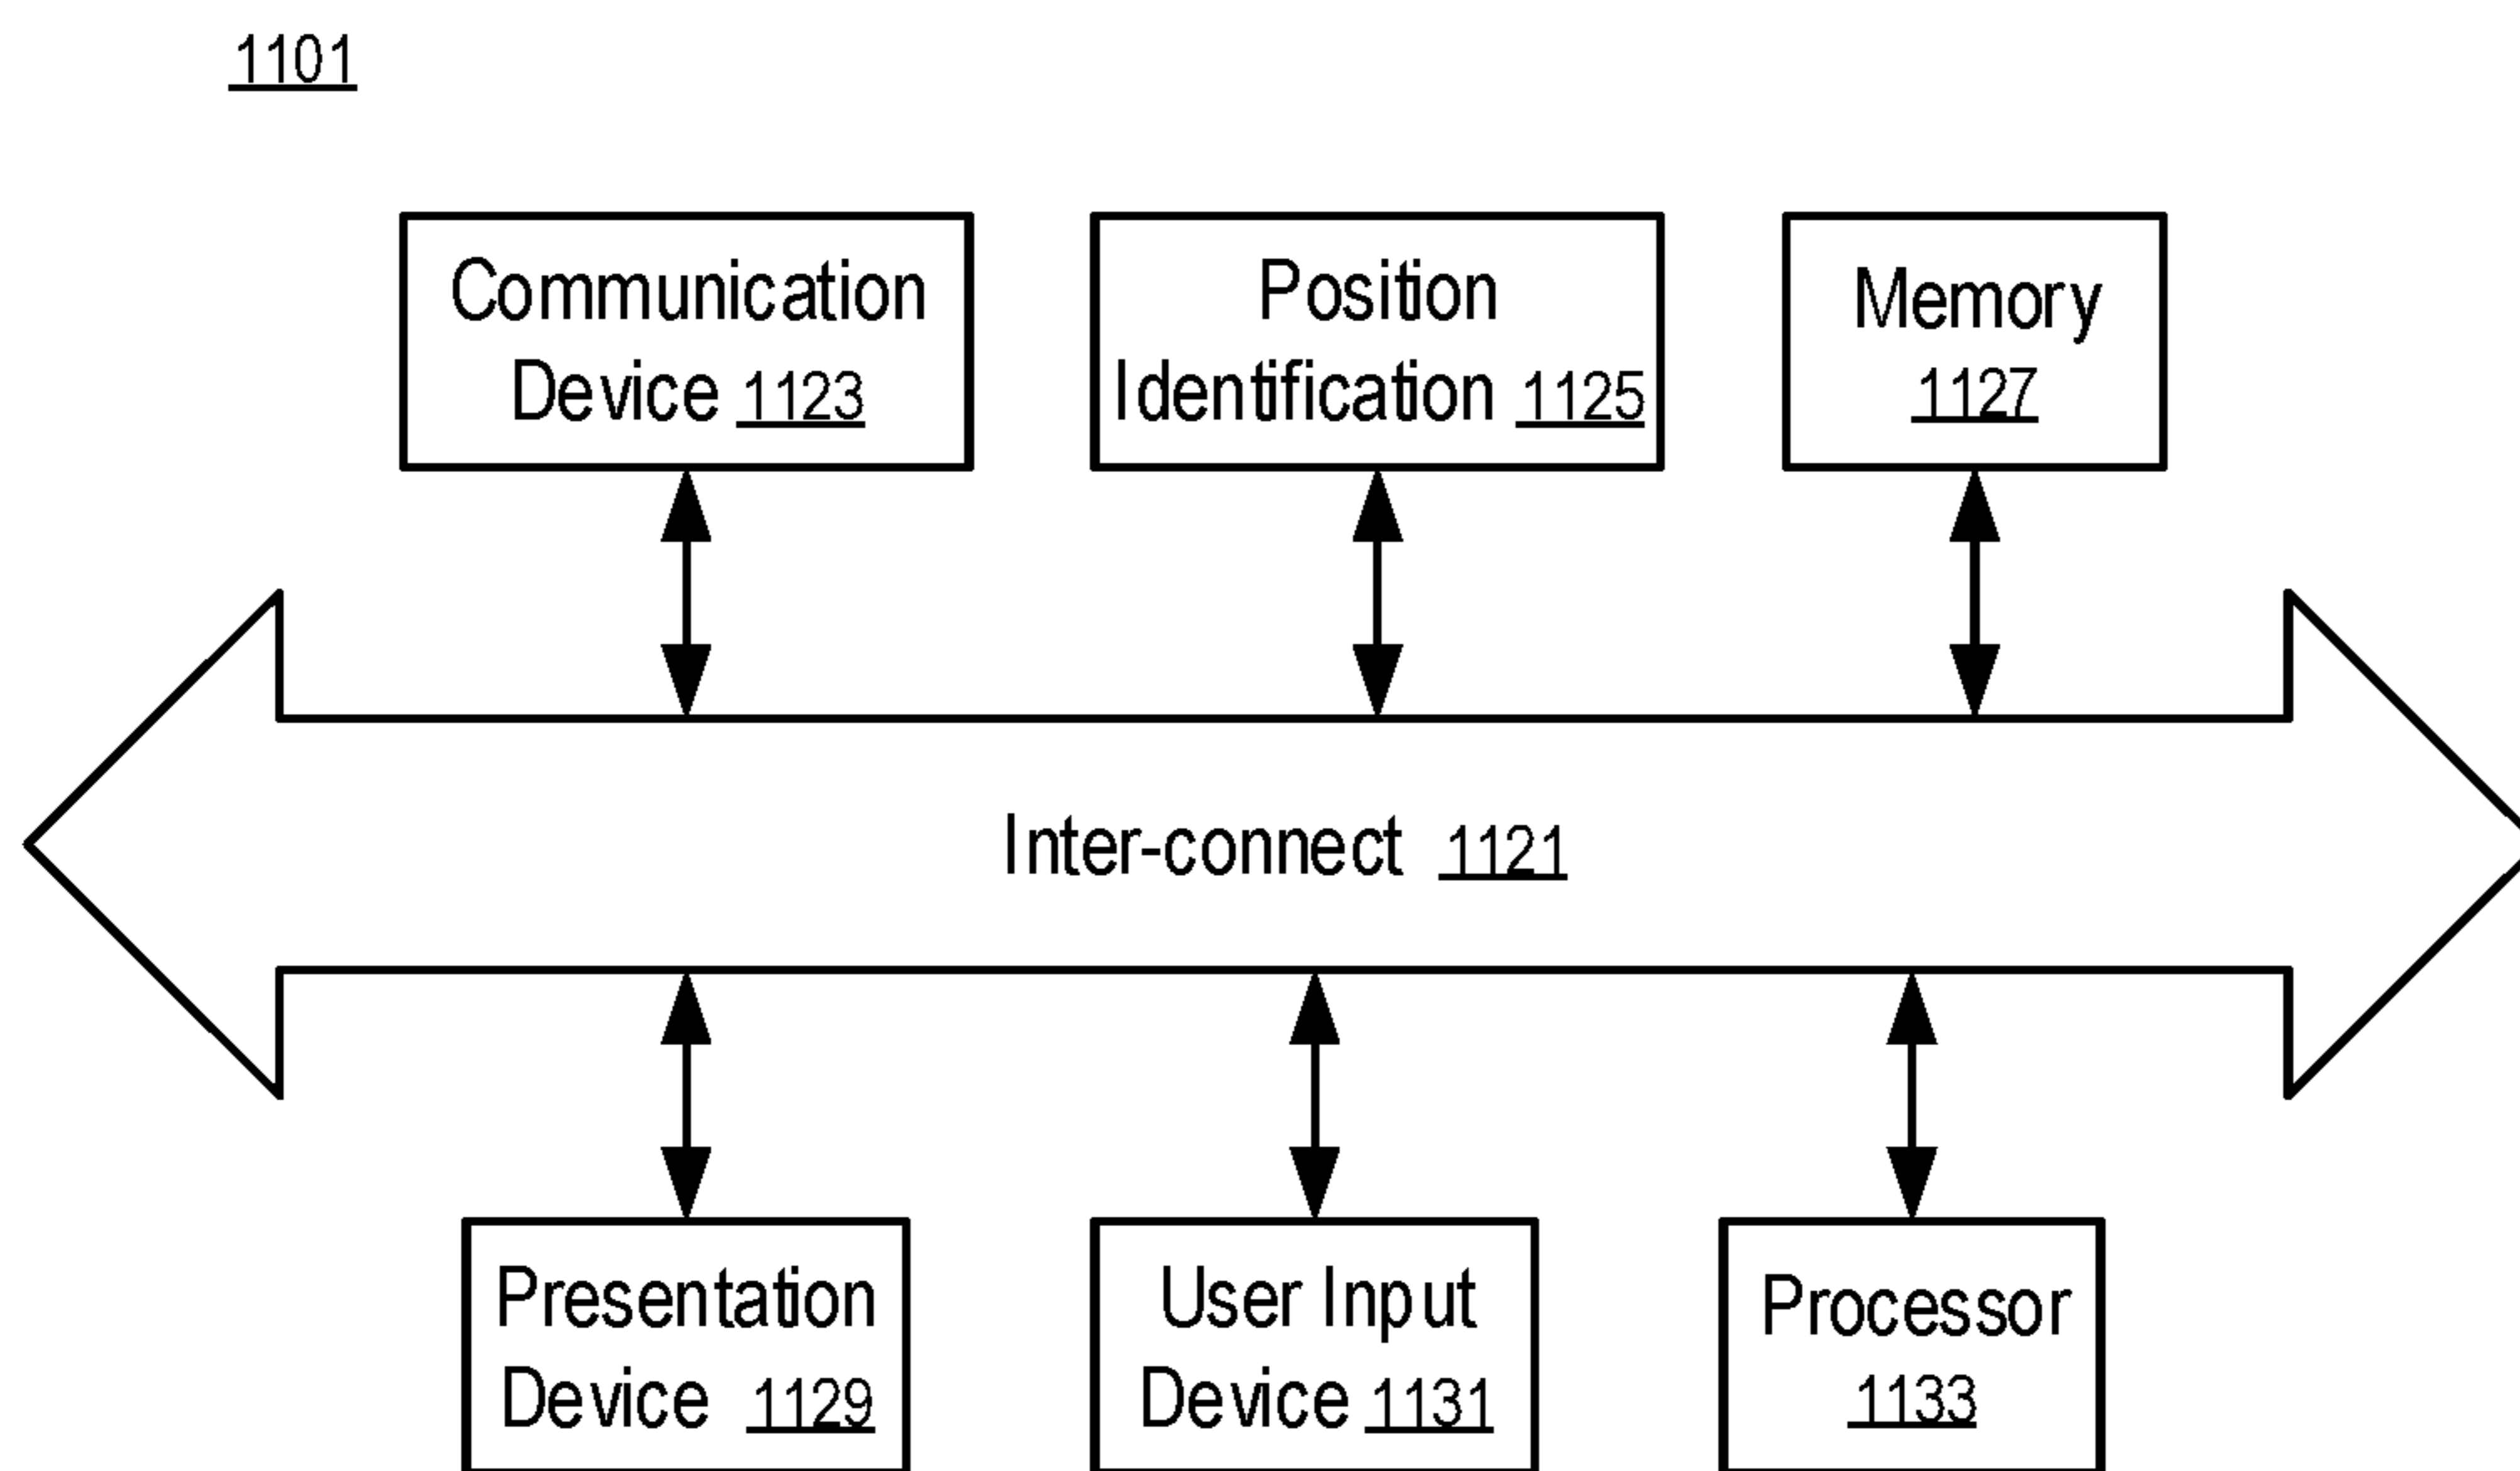 1101
Communication
Device 1123
Position
Identification 1125
Memory
1127
Inter-connect 1121
Presentation
Device 1129
User Input
Device 1131
Processor
1133